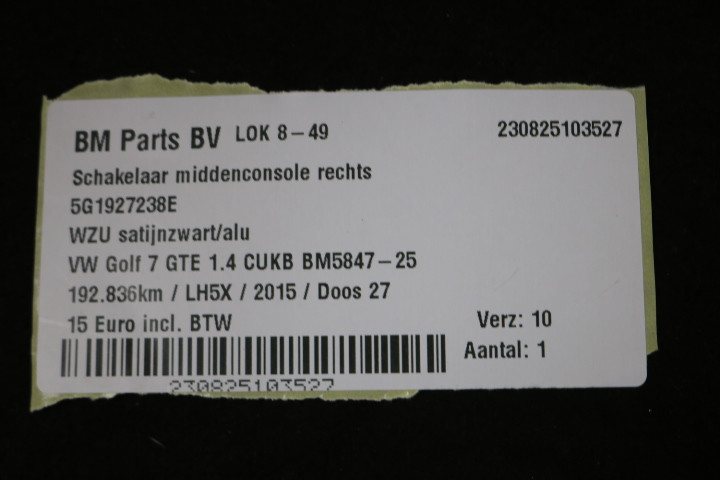 BM Parts BV LOK 8-49 230825103527
Schakelaar middenconsole rechts
5G1927238E
WZU satijnzwart/alu
VW Golf 7 GTE 1.4 CUKB BM5847-25
192.836km / LH5X / 2015 / Doos 27
15 Euro incl. BTW Verz: 10
Aantal: 1
230825103527